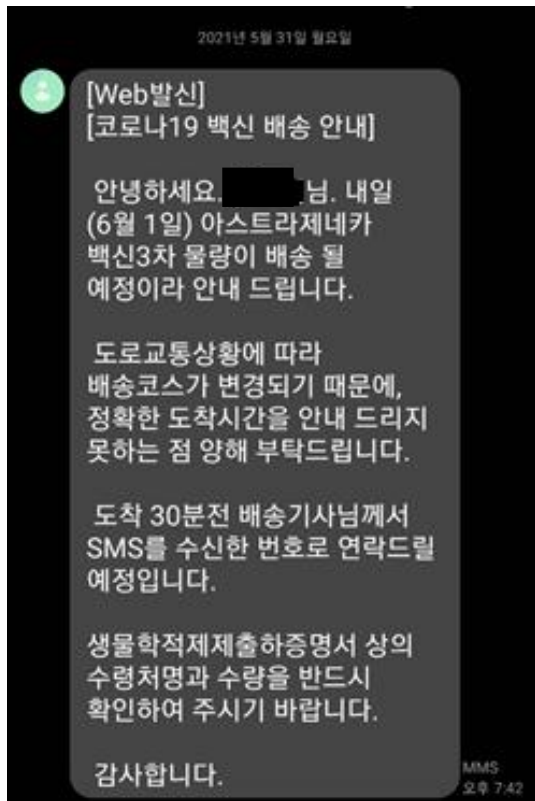 2021년 5월 31일 월요일
[Web발신]
[코로나19 백신 배송 안내]
안녕하세요. 님. 내일
(6월 1일) 아스트라제네카
백신3차 물량이 배송 될
예정이라 안내 드립니다.
도로교통상황에 따라
배송코스가 변경되기 때문에,
정확한 도착시간을 안내 드리지
못하는 점 양해 부탁드립니다.
도착 30분전 배송기사님께서
SMS를 수신한 번호로 연락드릴
예정입니다.
생물학적제제출하증명서 상의
수령처명과 수량을 반드시
확인하여 주시기 바랍니다.
감사합니다.
MMS
오후 7:42